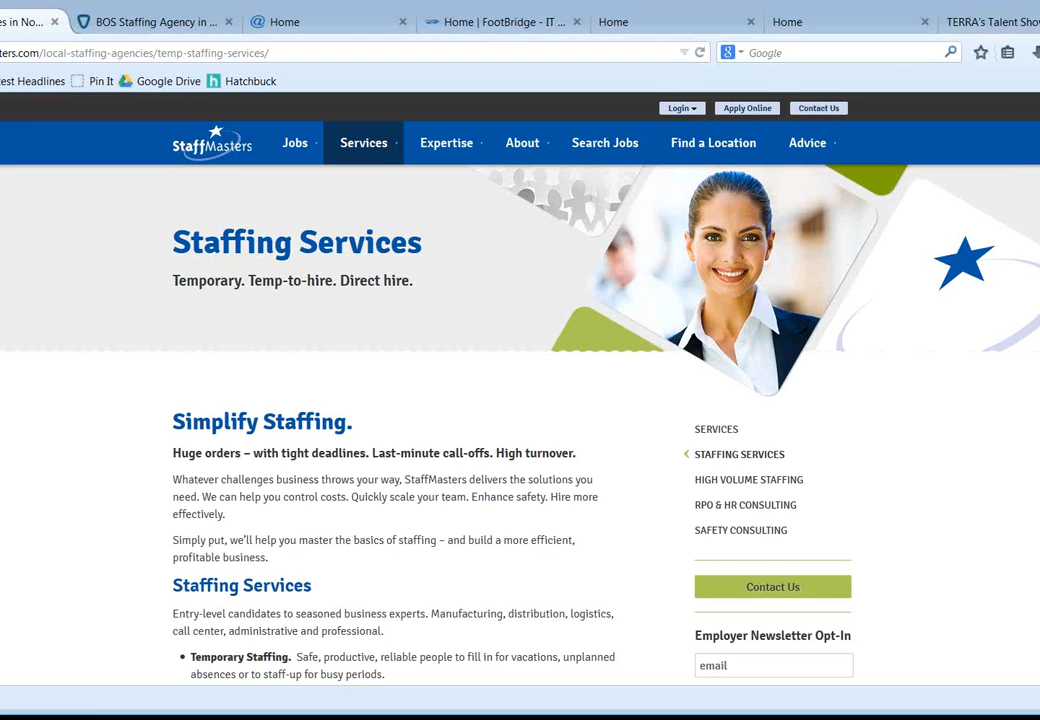 es in No...
BOS Staffing Agency in ...
Home
Home | FootBridge - IT ...
Home
Home
TERRA's Talent Sho
ters.com/local-staffing-agencies/temp-staffing-services/
Google
test Headlines
Pin It
Google Drive
Hatchbuck
Login
Apply Online
Contact Us
StaffMasters
Jobs
Services
Expertise
About
Search Jobs
Find a Location
Advice
Staffing Services
Temporary. Temp-to-hire. Direct hire.
Simplify Staffing.
Huge orders – with tight deadlines. Last-minute call-offs. High turnover.
Whatever challenges business throws your way, StaffMasters delivers the solutions you
need. We can help you control costs. Quickly scale your team. Enhance safety. Hire more
effectively.
Simply put, we'll help you master the basics of staffing – and build a more efficient,
profitable business.
Staffing Services
Entry-level candidates to seasoned business experts. Manufacturing, distribution, logistics,
call center, administrative and professional.
• Temporary Staffing. Safe, productive, reliable people to fill in for vacations, unplanned
absences or to staff-up for busy periods.
SERVICES
STAFFING SERVICES
HIGH VOLUME STAFFING
RPO & HR CONSULTING
SAFETY CONSULTING
Contact Us
Employer Newsletter Opt-In
email